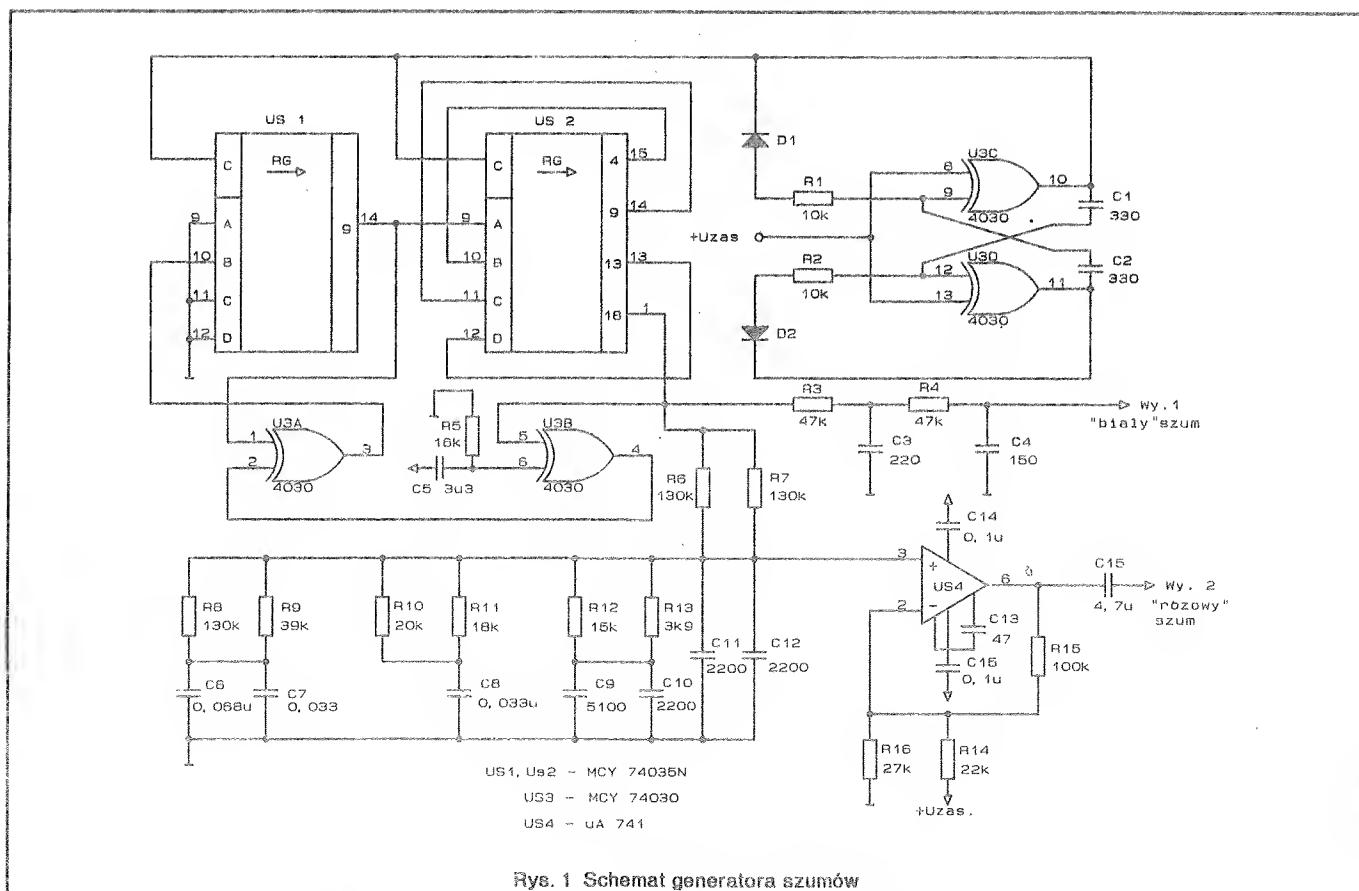 US 1
US 2
C
RG
9
A
10
B
11
C
12
D
9
14
C
RG
9
A
10
B
11
C
12
D
4
15
9
14
13
13
18
1
D1
R1
10k
+Uzas
R2
10k
D2
U3C
8
9
10
4030
C1
330
C2
330
U3D
12
13
11
4030
R3
47k
R4
47k
Wy.1
"bialy"szum
C3
220
C4
150
U3A
1
2
3
4030
R5
16k
C5
3u3
U3B
5
6
4
4030
R6
130k
R7
130k
C14
0, 1u
3
+
2
-
US4
6
C13
47
C15
4,7u
Wy. 2
"rozowy"
szum
C16
0, 1u
R15
100k
R8
130k
R9
39k
R10
20k
R11
18k
R12
15k
R13
3k9
C11
2200
C12
2200
C6
0, 068u
C7
0, 033
C8
0, 033u
C9
5100
C10
2200
R16
27k
R14
22k
+Uzas.
US1, Us2 - MCY 74035N
US3 - MCY 74030
US4 - uA 741
Rys. 1 Schemat generatora szumów